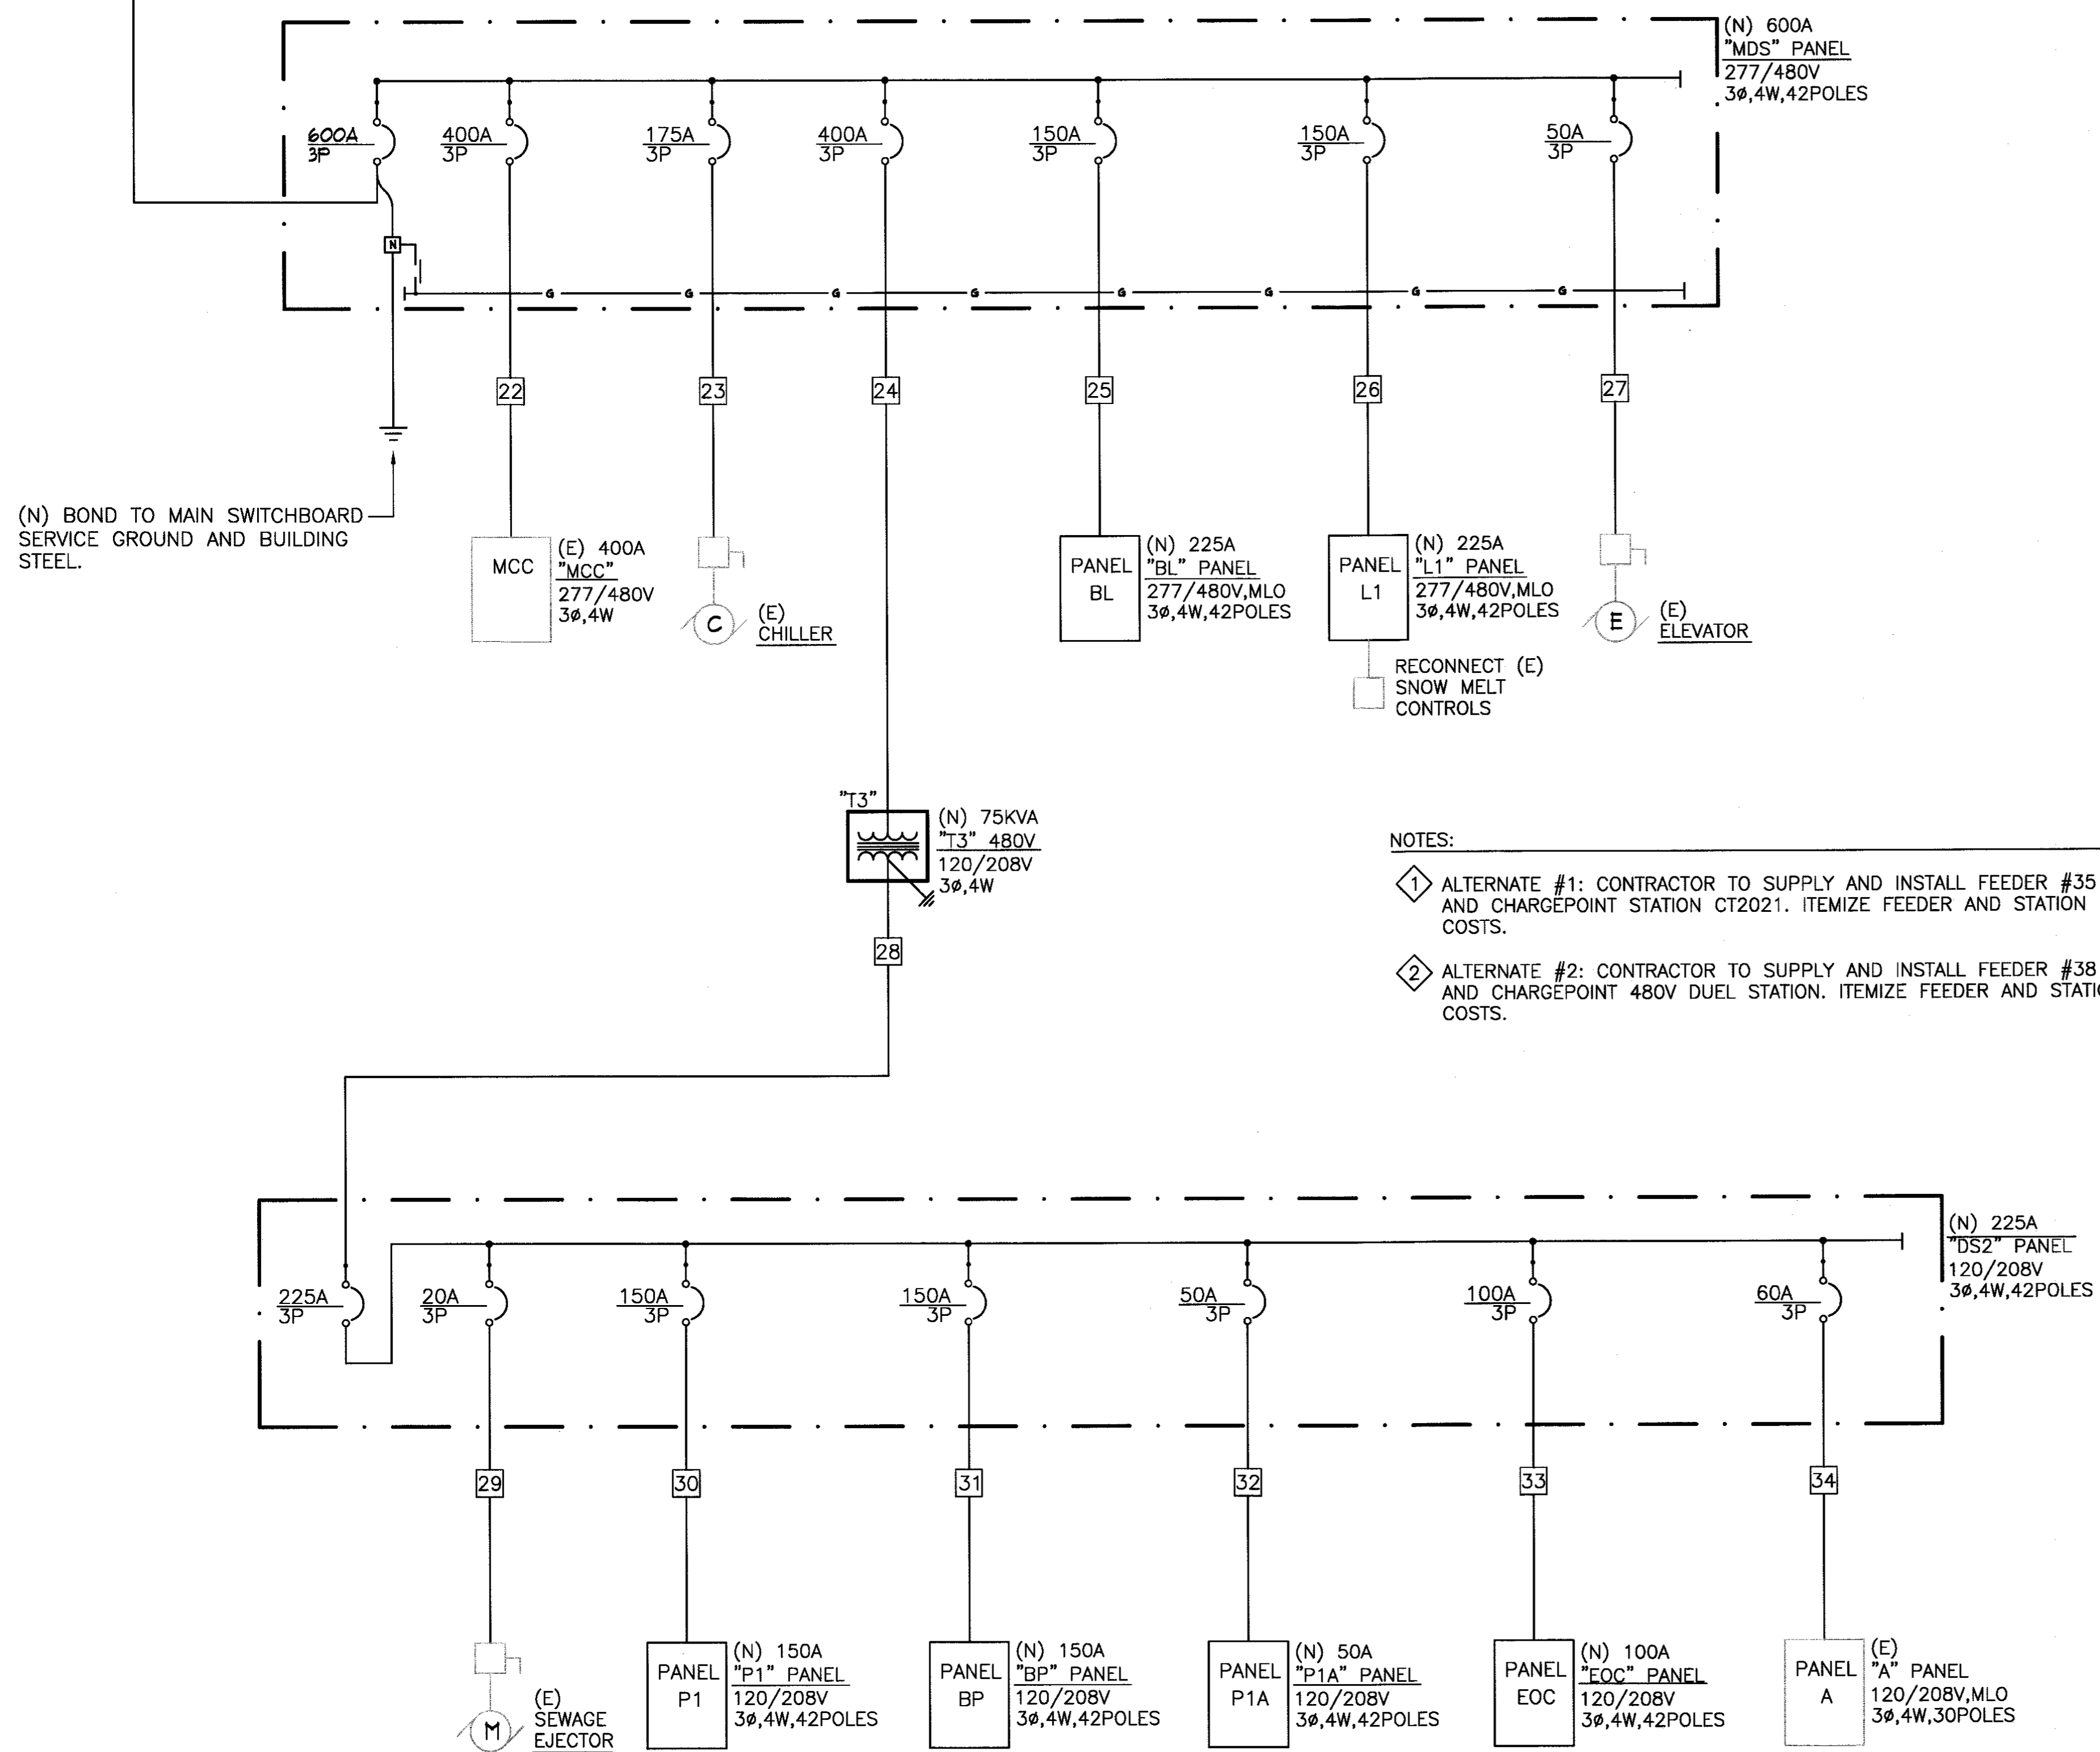 (N) 600A
"MDS" PANEL
277/480V
3ø,4W,42POLES
600A
3P
400A
3P
175A
3P
400A
3P
150A
3P
150A
3P
50A
3P
N
G G G G G G G G
22
23
24
25
26
27
(N) BOND TO MAIN SWITCHBOARD
SERVICE GROUND AND BUILDING
STEEL.
MCC
(E) 400A
"MCC"
277/480V
3ø,4W
C
(E)
CHILLER
PANEL
BL
(N) 225A
"BL" PANEL
277/480V,MLO
3ø,4W,42POLES
PANEL
L1
(N) 225A
"L1" PANEL
277/480V,MLO
3ø,4W,42POLES
RECONNECT (E)
SNOW MELT
CONTROLS
E
(E)
ELEVATOR
"T3"
(N) 75KVA
"T3" 480V
120/208V
3ø,4W
28
NOTES:
1 ALTERNATE #1: CONTRACTOR TO SUPPLY AND INSTALL FEEDER #35
AND CHARGEPOINT STATION CT2021. ITEMIZE FEEDER AND STATION
COSTS.
2 ALTERNATE #2: CONTRACTOR TO SUPPLY AND INSTALL FEEDER #38
AND CHARGEPOINT 480V DUEL STATION. ITEMIZE FEEDER AND STATIO
COSTS.
(N) 225A
"DS2" PANEL
120/208V
3ø,4W,42POLES
225A
3P
20A
3P
150A
3P
150A
3P
50A
3P
100A
3P
60A
3P
29
30
31
32
33
34
M
(E)
SEWAGE
EJECTOR
PANEL
P1
(N) 150A
"P1" PANEL
120/208V
3ø,4W,42POLES
PANEL
BP
(N) 150A
"BP" PANEL
120/208V
3ø,4W,42POLES
PANEL
P1A
(N) 50A
"P1A" PANEL
120/208V
3ø,4W,42POLES
PANEL
EOC
(N) 100A
"EOC" PANEL
120/208V
3ø,4W,42POLES
PANEL
A
(E)
"A" PANEL
120/208V,MLO
3ø,4W,30POLES